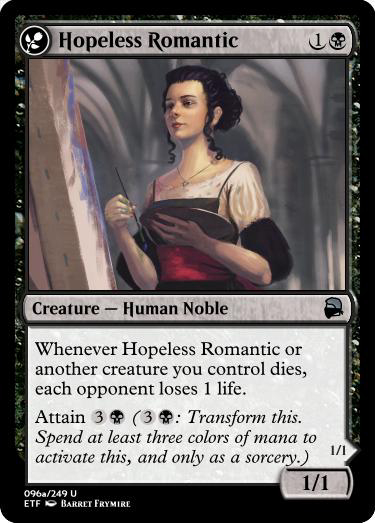 Hopeless Romantic 1
Creature — Human Noble
Whenever Hopeless Romantic or
another creature you control dies,
each opponent loses 1 life.
Attain 3 ( 3 : Transform this.
Spend at least three colors of mana to
activate this, and only as a sorcery.)
1/1
1/1
096a/249 U
ETF Barret Frymire